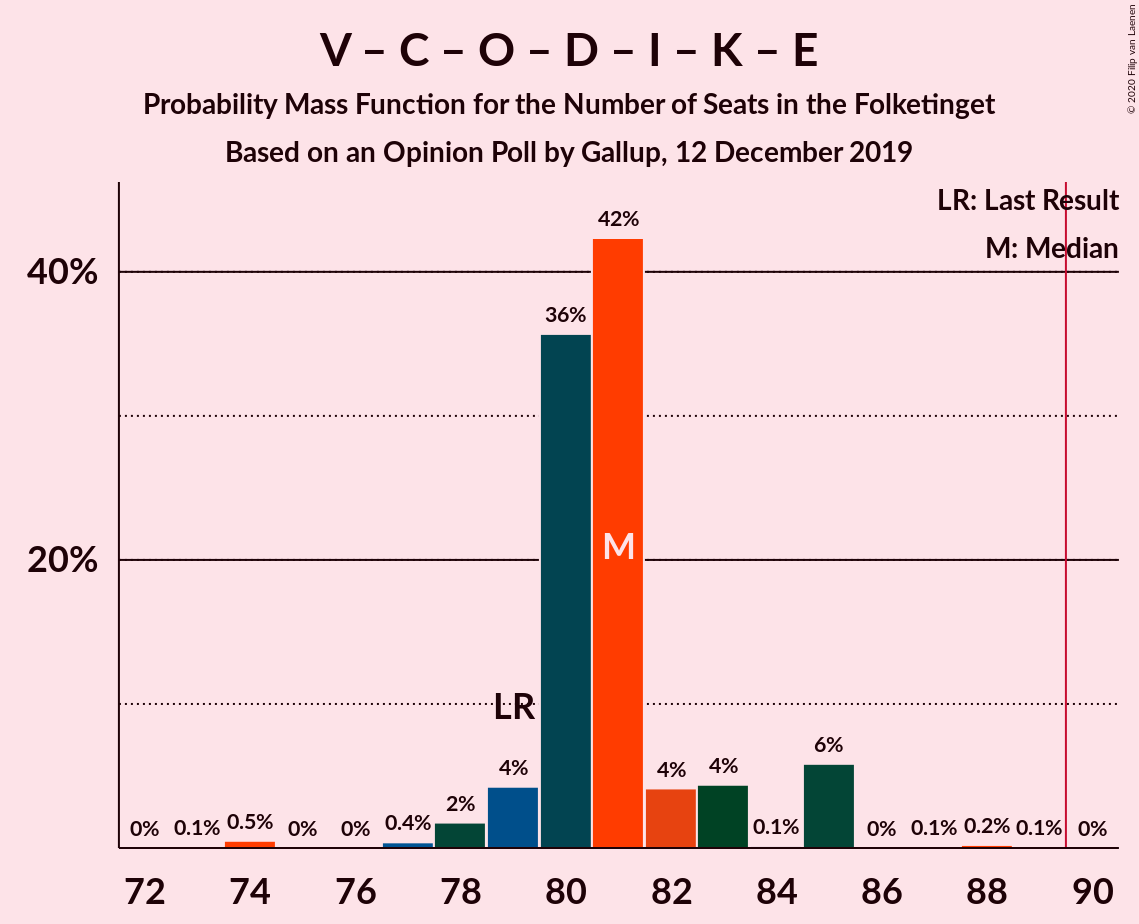 V – C – O – D – I – K – E
Probability Mass Function for the Number of Seats in the Folketinget
Based on an Opinion Poll by Gallup, 12 December 2019
© 2020 Filip van Laenen
LR: Last Result
M: Median
40%
20%
0%
0.1%
0.5%
0%
0%
0.4%
2%
4%
36%
42%
4%
4%
0.1%
6%
0%
0.1%
0.2%
0.1%
0%
LR
M
72 74 76 78 80 82 84 86 88 90